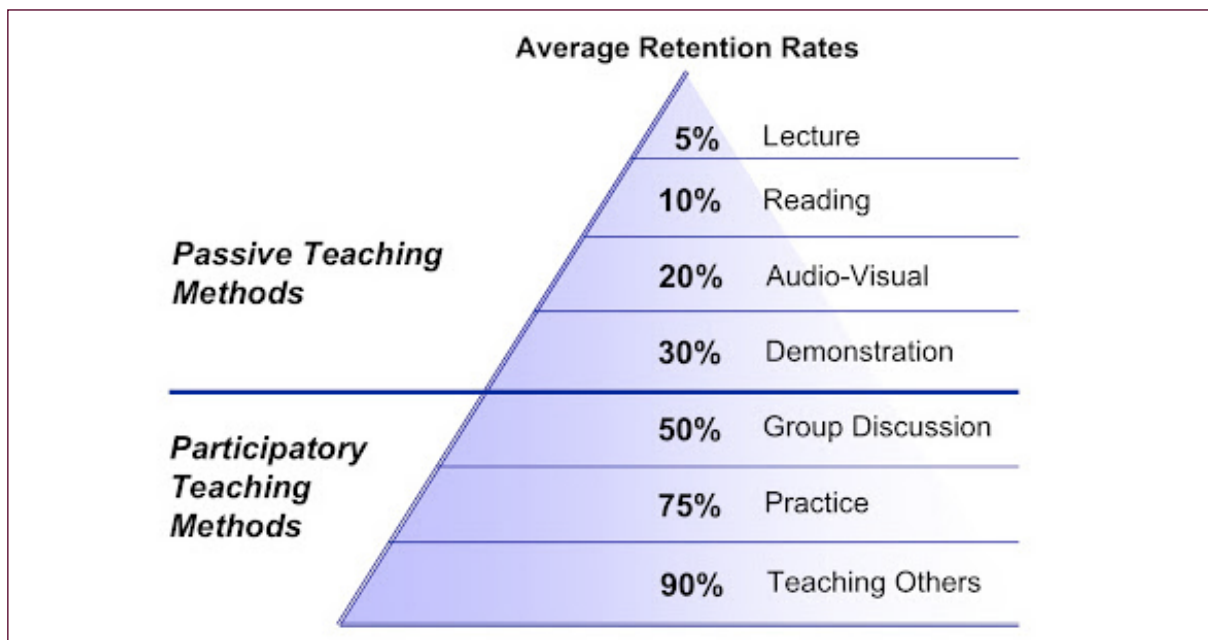 Average Retention Rates
5% Lecture
10% Reading
20% Audio-Visual
30% Demonstration
Passive Teaching
Methods
50% Group Discussion
75% Practice
90% Teaching Others
Participatory
Teaching
Methods